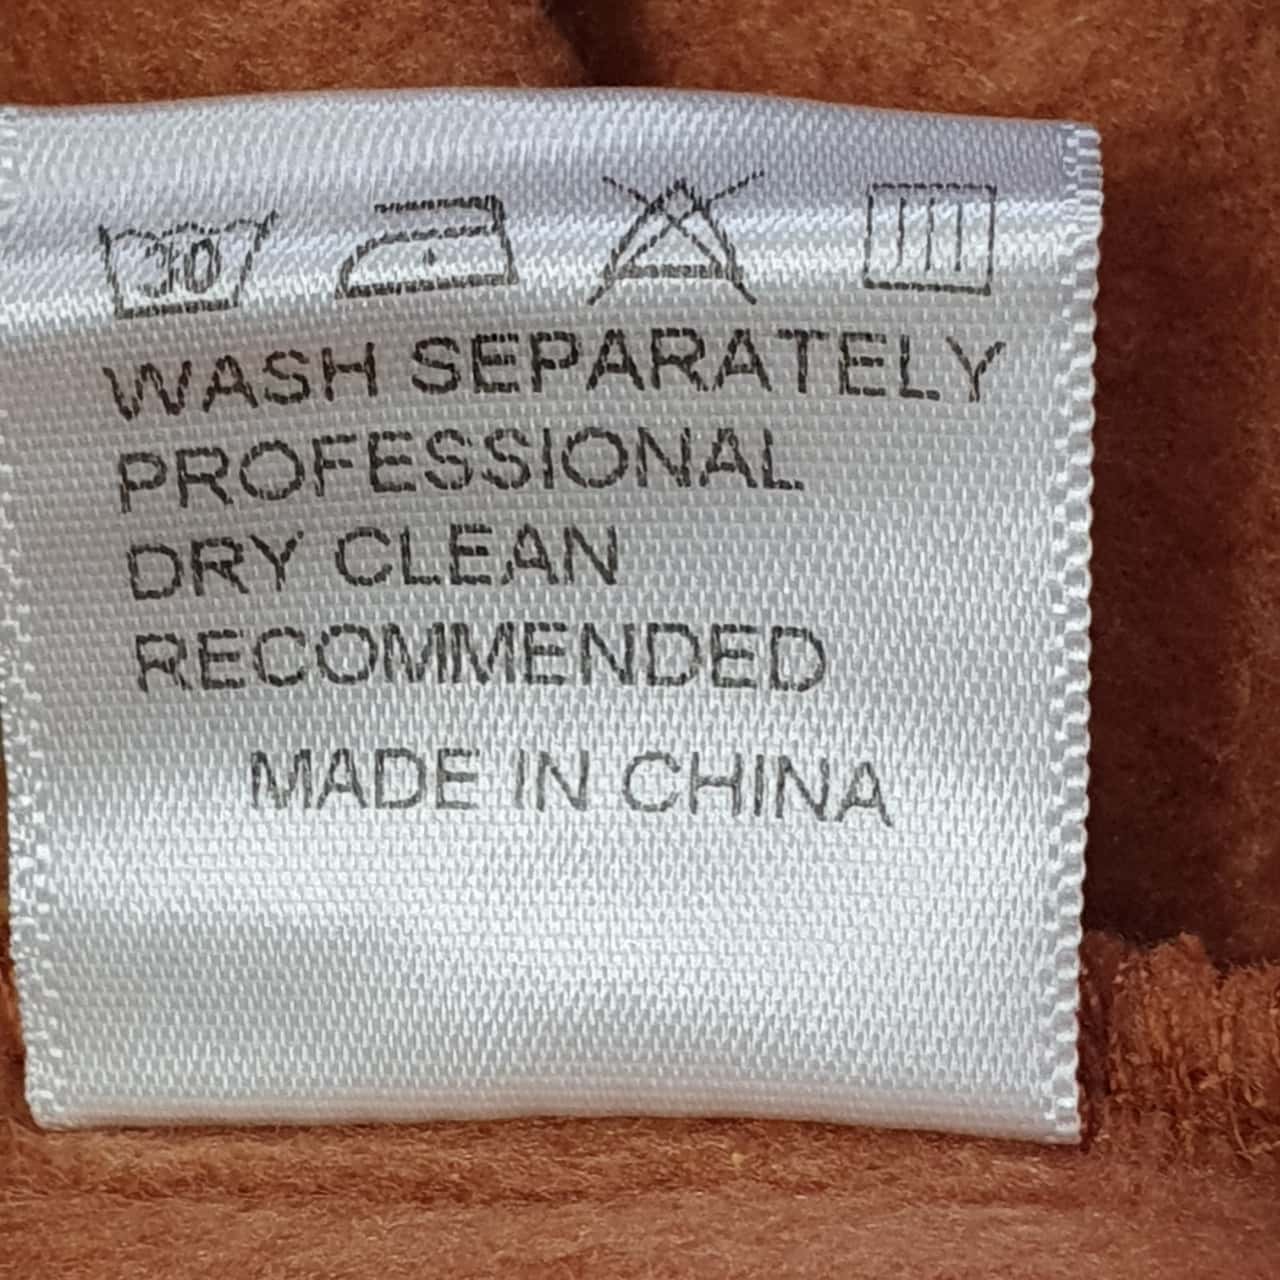 30
WASH SEPARATELY
PROFESSIONAL
DRY CLEAN
RECOMMENDED
MADE IN CHINA